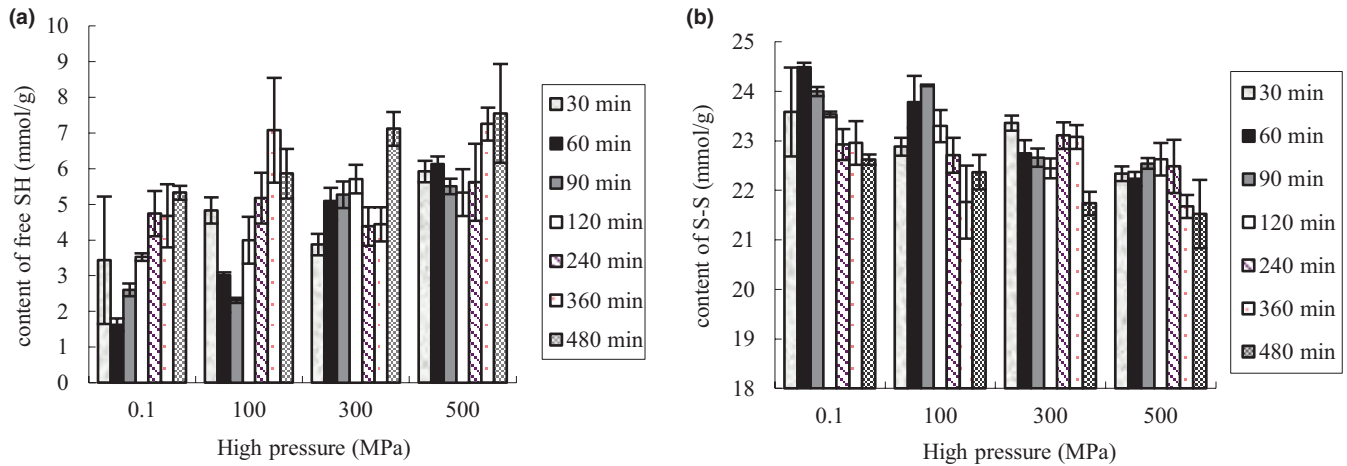 (a)
content of free SH (mmol/g)
10
9
8
7
6
5
4
3
2
1
0
0.1 100 300 500
High pressure (MPa)
30 min
60 min
90 min
120 min
240 min
360 min
480 min
(b)
content of S-S (mmol/g)
25
24
23
22
21
20
19
18
0.1 100 300 500
High pressure (MPa)
30 min
60 min
90 min
120 min
240 min
360 min
480 min